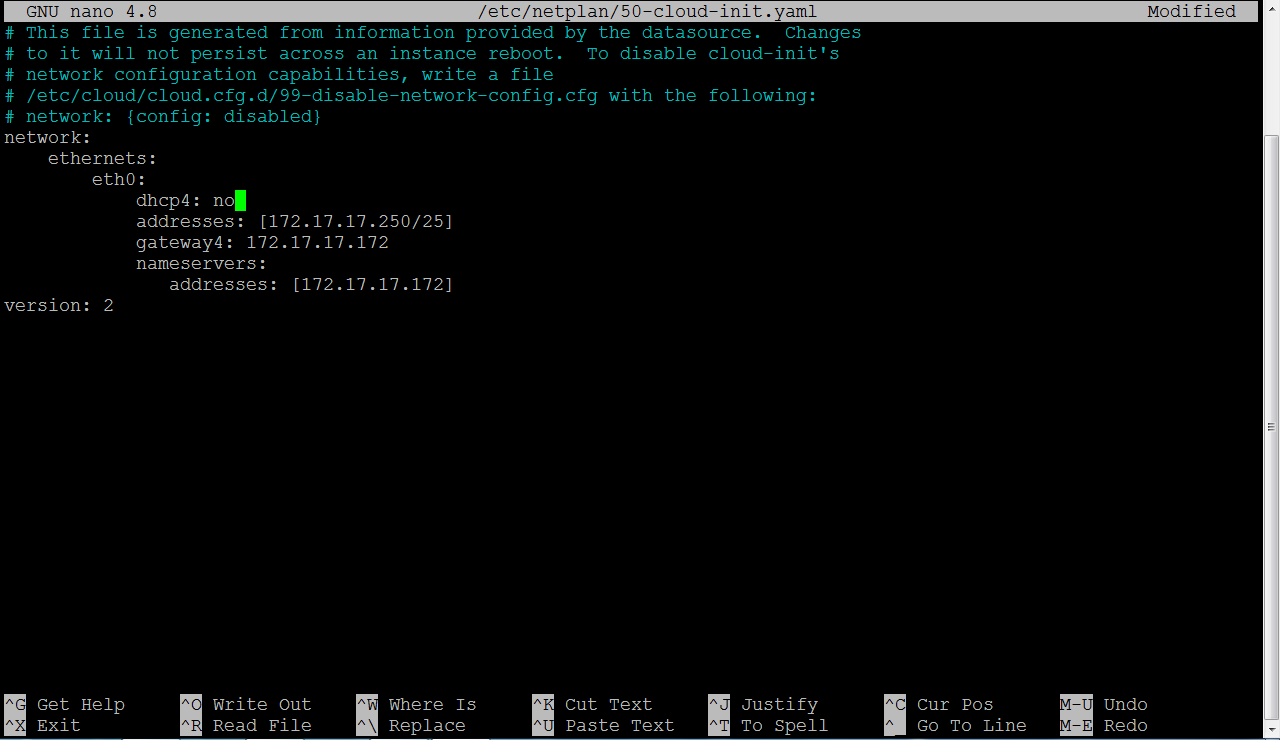 GNU nano 4.8 /etc/netplan/50-cloud-init.yaml Modified
# This file is generated from information provided by the datasource.  Changes
# to it will not persist across an instance reboot.  To disable cloud-init's
# network configuration capabilities, write a file
# /etc/cloud/cloud.cfg.d/99-disable-network-config.cfg with the following:
# network: {config: disabled}
network:
    ethernets:
        eth0:
            dhcp4: no
            addresses: [172.17.17.250/25]
            gateway4: 172.17.17.172
            nameservers:
               addresses: [172.17.17.172]
version: 2
^G Get Help ^O Write Out ^W Where Is ^K Cut Text ^J Justify ^C Cur Pos M-U Undo
^X Exit ^R Read File ^\ Replace ^U Paste Text ^T To Spell ^ Go To Line M-E Redo